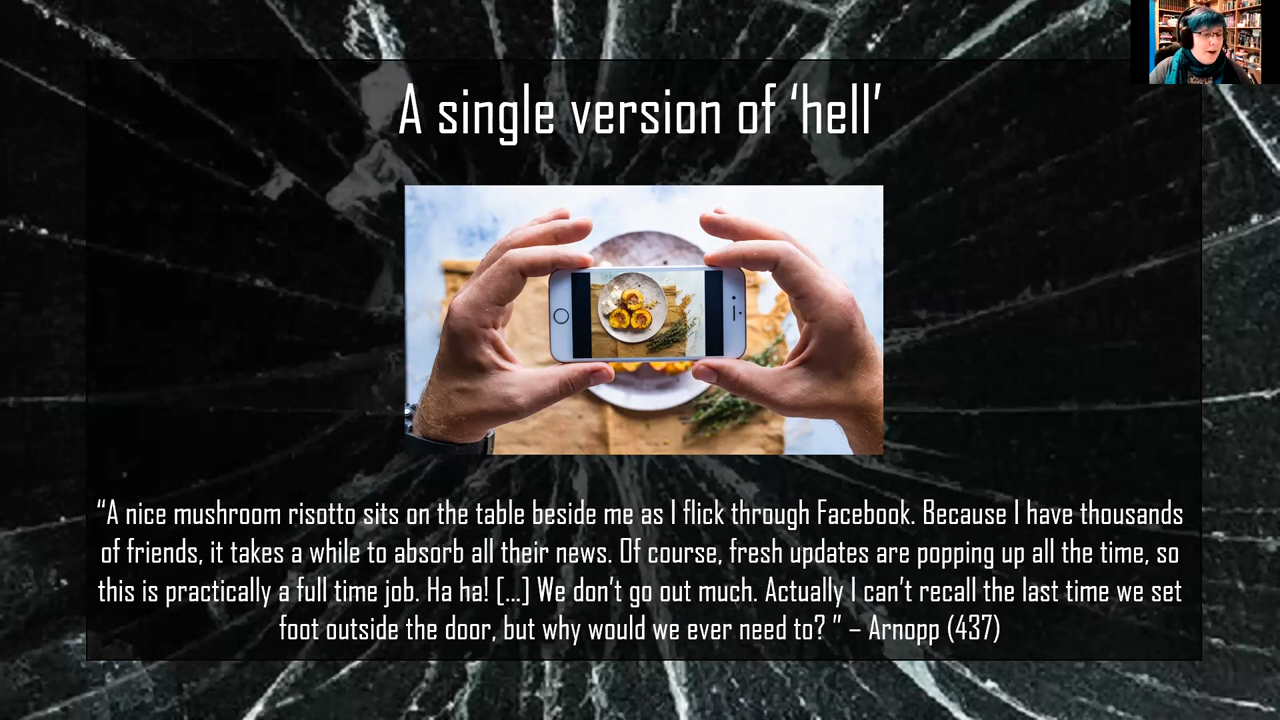 A single version of ‘hell’
“A nice mushroom risotto sits on the table beside me as I flick through Facebook. Because I have thousands
of friends, it takes a while to absorb all their news. Of course, fresh updates are popping up all the time, so
this is practically a full time job. Ha ha! [...] We don’t go out much. Actually I can’t recall the last time we set
foot outside the door, but why would we ever need to? ” – Arnopp (437)